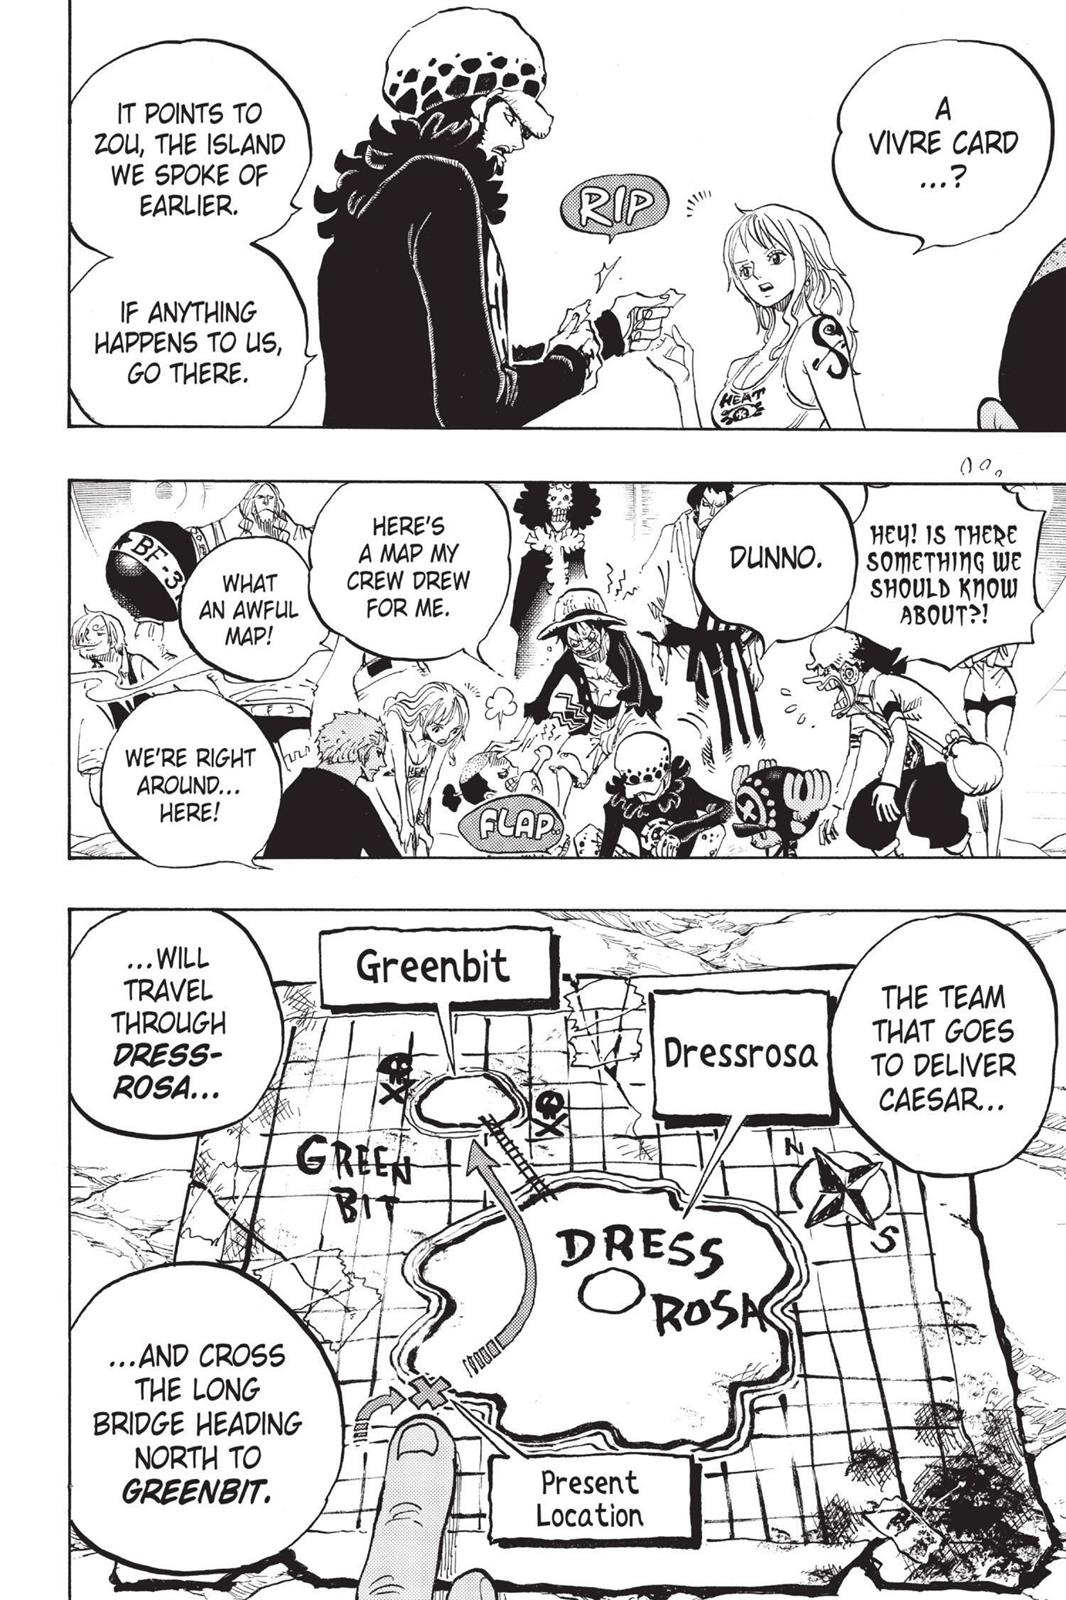 A
VIVRE CARD
...?
RIP
IT POINTS TO
ZOU, THE ISLAND
WE SPOKE OF
EARLIER.
IF ANYTHING
HAPPENS TO US,
GO THERE.
HEAT
HEY! IS THERE
SOMETHING WE
SHOULD KNOW
ABOUT?!
DUNNO.
HERE'S
A MAP MY
CREW DREW
FOR ME.
WHAT
AN AWFUL
MAP!
BF-3
HEAT
FLAP
WE'RE RIGHT
AROUND...
HERE!
THE TEAM
THAT GOES
TO DELIVER
CAESAR...
...WILL
TRAVEL
THROUGH
DRESS-
ROSA...
Greenbit
Dressrosa
N
S
GREEN
BIT
DRESS
ROSA
...AND CROSS
THE LONG
BRIDGE HEADING
NORTH TO
GREENBIT.
Present
Location